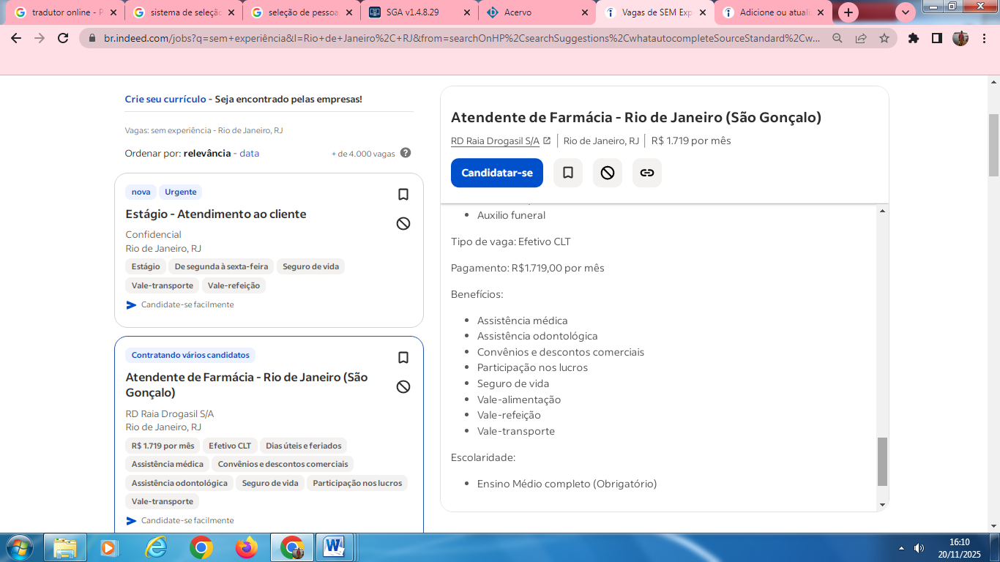 tradutor online - P
sistema de seleçã
seleção de pessoa
SGA v1.4.8.29
Acervo
Vagas de SEM Exp
Adicione ou atuali
br.indeed.com/jobs?q=sem+experiência&l=Rio+de+Janeiro%2C+RJ&from=searchOnHP%2CsearchSuggestions%2CwhatautocompleteSourceStandard%2Cw...
Crie seu currículo - Seja encontrado pelas empresas!
Vagas: sem experiência - Rio de Janeiro, RJ
Ordenar por: relevância - data
+ de 4.000 vagas
nova
Urgente
Estágio - Atendimento ao cliente
Confidencial
Rio de Janeiro, RJ
Estágio
De segunda à sexta-feira
Seguro de vida
Vale-transporte
Vale-refeição
Candidate-se facilmente
Contratando vários candidatos
Atendente de Farmácia - Rio de Janeiro (São
Gonçalo)
RD Raia Drogasil S/A
Rio de Janeiro, RJ
R$ 1.719 por mês
Efetivo CLT
Dias úteis e feriados
Assistência médica
Convênios e descontos comerciais
Assistência odontológica
Seguro de vida
Participação nos lucros
Vale-transporte
Candidate-se facilmente
Atendente de Farmácia - Rio de Janeiro (São Gonçalo)
RD Raia Drogasil S/A
Rio de Janeiro, RJ
R$ 1.719 por mês
Candidatar-se
Auxilio funeral
Tipo de vaga: Efetivo CLT
Pagamento: R$1.719,00 por mês
Benefícios:
Assistência médica
Assistência odontológica
Convênios e descontos comerciais
Participação nos lucros
Seguro de vida
Vale-alimentação
Vale-refeição
Vale-transporte
Escolaridade:
Ensino Médio completo (Obrigatório)
16:10
20/11/2025